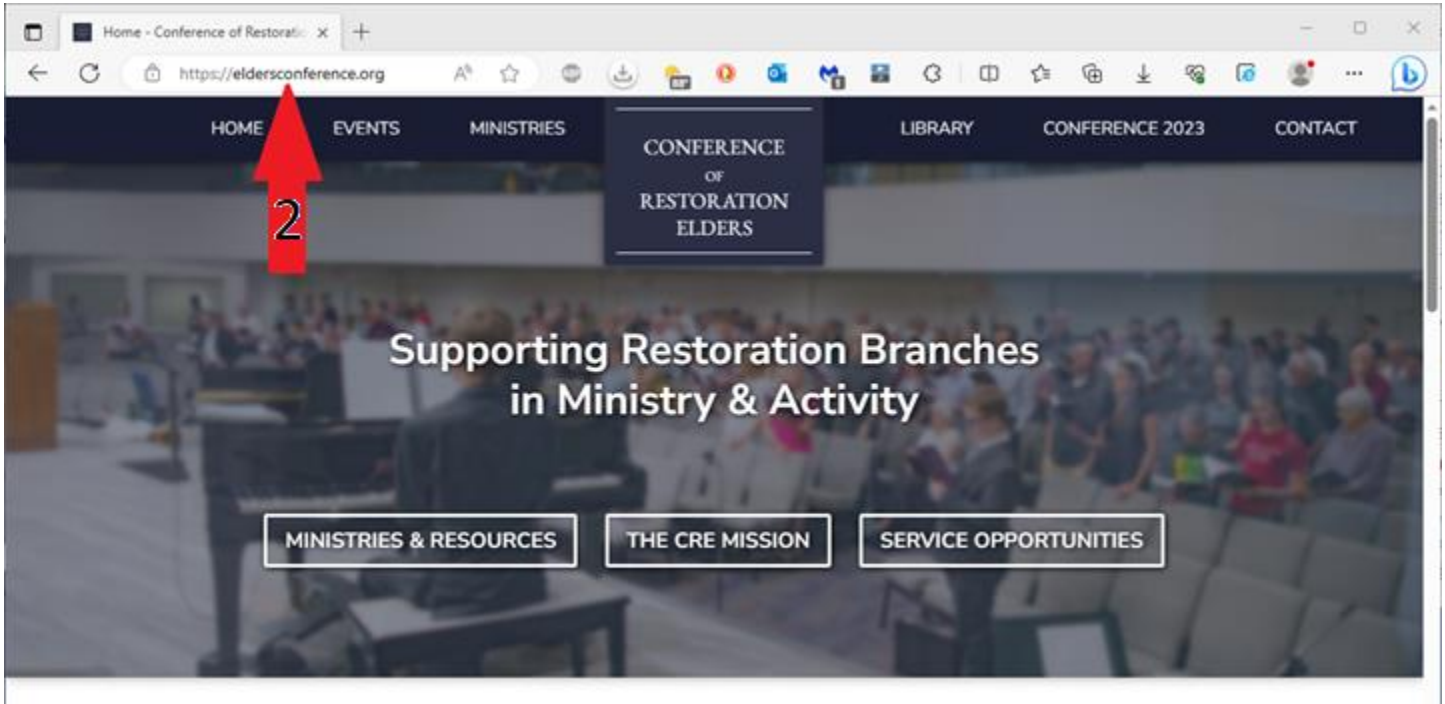 Home - Conference of Restoratic
https://eldersconference.org
HOME
EVENTS
MINISTRIES
CONFERENCE
OF
RESTORATION
ELDERS
LIBRARY
CONFERENCE 2023
CONTACT
2
Supporting Restoration Branches
in Ministry & Activity
MINISTRIES & RESOURCES
THE CRE MISSION
SERVICE OPPORTUNITIES